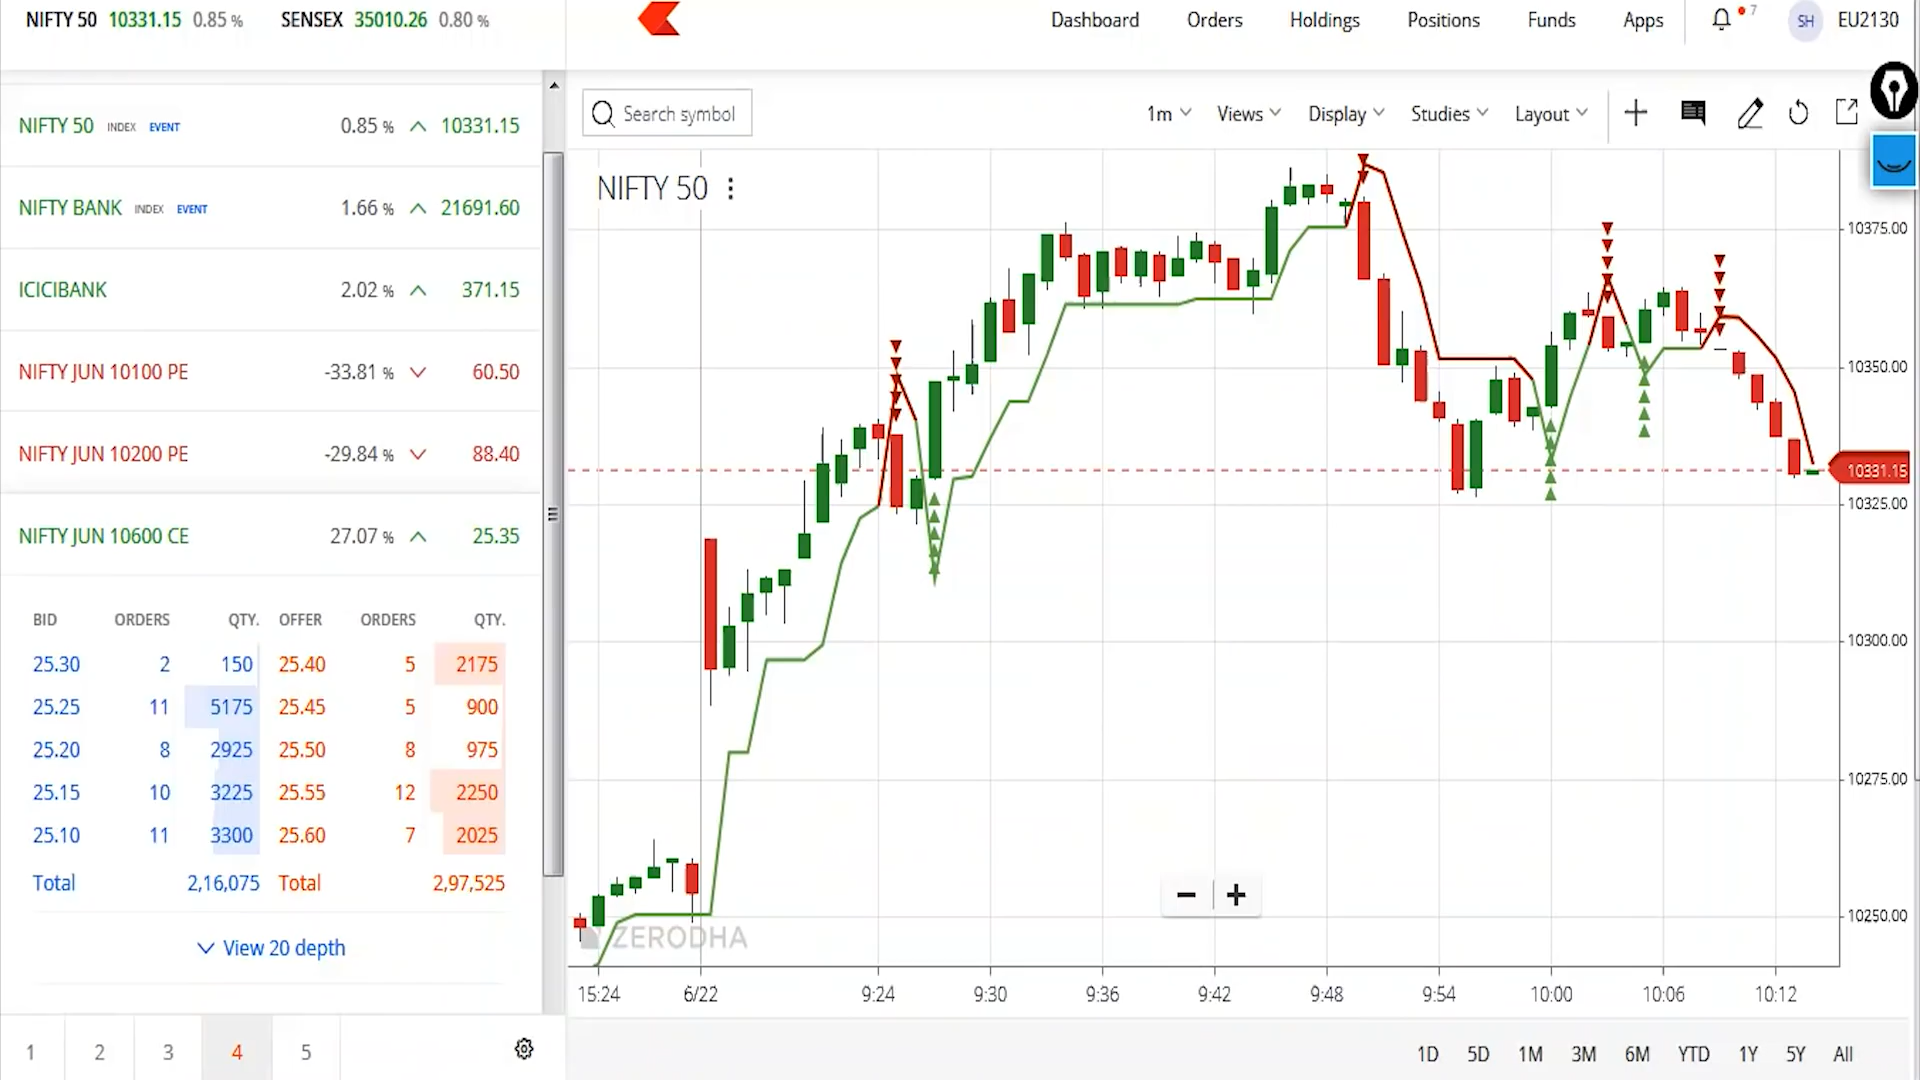 NIFTY 50 10331.15 0.85 % SENSEX 35010.26 0.80 %
Dashboard Orders Holdings Positions Funds Apps 7 SH EU2130
NIFTY 50 INDEX EVENT 0.85 % 10331.15
NIFTY BANK INDEX EVENT 1.66 % 21691.60
ICICIBANK 2.02 % 371.15
NIFTY JUN 10100 PE -33.81 % 60.50
NIFTY JUN 10200 PE -29.84 % 88.40
NIFTY JUN 10600 CE 27.07 % 25.35
BID ORDERS QTY. OFFER ORDERS QTY.
25.30 2 150 25.40 5 2175
25.25 11 5175 25.45 5 900
25.20 8 2925 25.50 8 975
25.15 10 3225 25.55 12 2250
25.10 11 3300 25.60 7 2025
Total 2,16,075 Total 2,97,525
View 20 depth
1 2 3 4 5
Search symbol 1m Views Display Studies Layout
NIFTY 50
10375.00
10350.00
10331.15
10325.00
10300.00
10275.00
10250.00
ZERODHA
15:24 6/22 9:24 9:30 9:36 9:42 9:48 9:54 10:00 10:06 10:12
1D 5D 1M 3M 6M YTD 1Y 5Y All